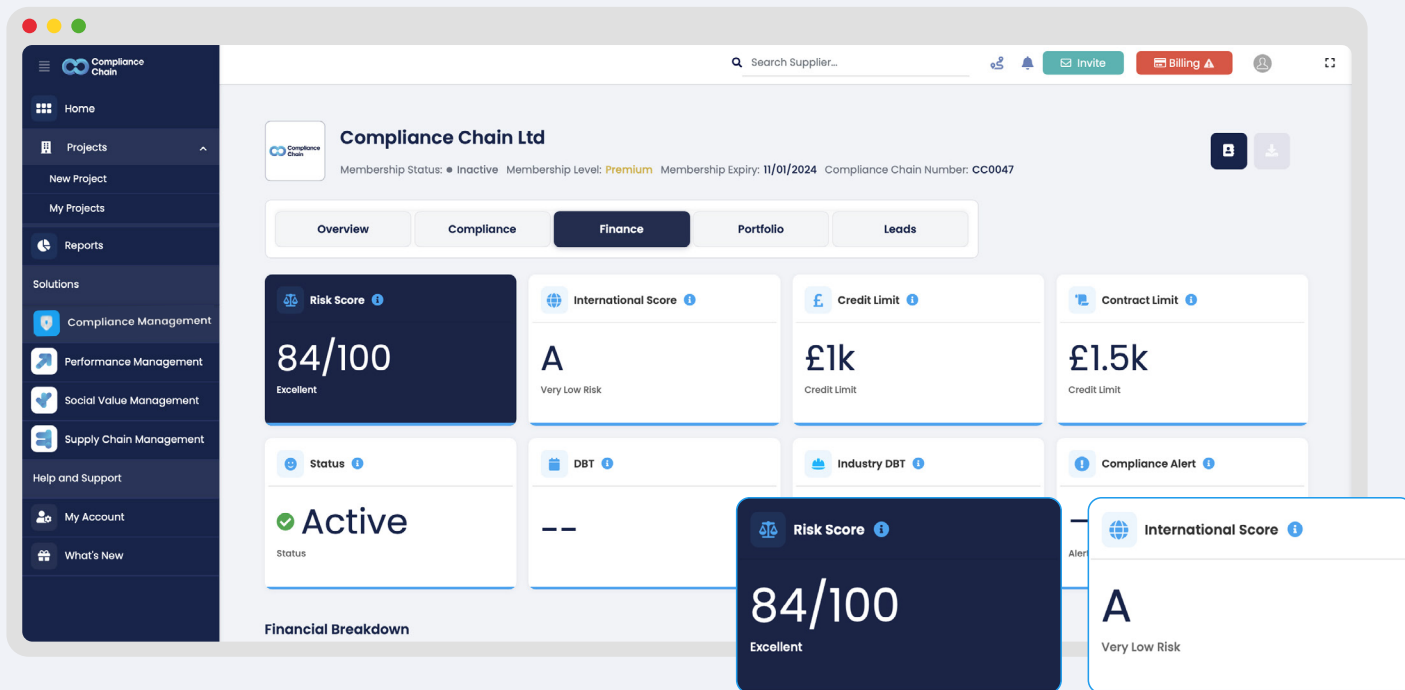 Compliance
Chain
Search Supplier...
Invite
Billing
Home
Projects
New Project
My Projects
Reports
Solutions
Compliance Management
Performance Management
Social Value Management
Supply Chain Management
Help and Support
My Account
What's New
Compliance
Chain
Compliance Chain Ltd
Membership Status: Inactive Membership Level: Premium Membership Expiry: 11/01/2024 Compliance Chain Number: CC0047
Overview Compliance Finance Portfolio Leads
Risk Score
84/100
Excellent
International Score
A
Very Low Risk
£ Credit Limit
£1k
Credit Limit
Contract Limit
£1.5k
Credit Limit
Status
Active
Status
DBT
--
Industry DBT
Compliance Alert
Financial Breakdown
Risk Score
84/100
Excellent
International Score
A
Very Low Risk